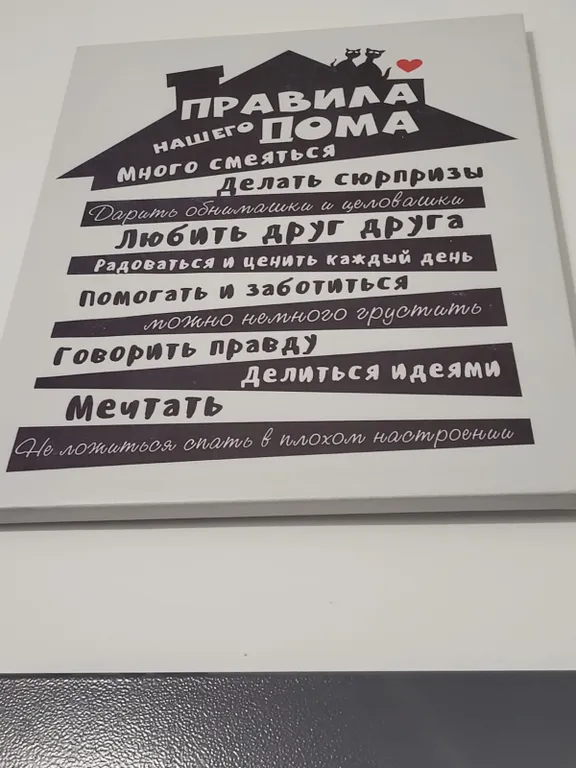 ПРАВИЛА
НАШЕГО ДОМА
Много смеяться
Делать сюрпризы
Дарить обнимашки и целовашки
Любить друг друга
Радоваться и ценить каждый день
Помогать и заботиться
можно немного грустить
Говорить правду
Делиться идеями
Мечтать
Не ложиться спать в плохом настроении